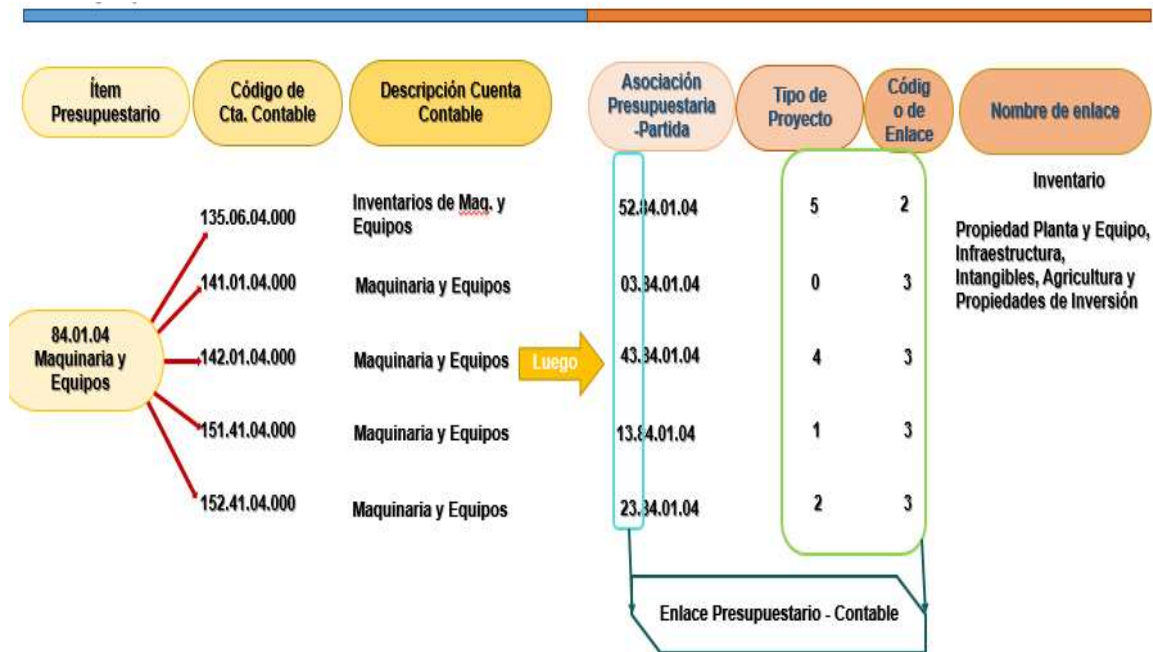 Ítem
Presupuestario
Código de
Cta. Contable
Descripción Cuenta
Contable
Asociación
Presupuestaria
-Partida
Tipo de
Proyecto
Códig
o de
Enlace
Nombre de enlace
84.01.04
Maquinaria y
Equipos
135.06.04.000
Inventarios de Maq. y
Equipos
141.01.04.000
Maquinaria y Equipos
142.01.04.000
Maquinaria y Equipos
151.41.04.000
Maquinaria y Equipos
152.41.04.000
Maquinaria y Equipos
Luego
52.84.01.04 5 2
03.84.01.04 0 3
43.84.01.04 4 3
13.84.01.04 1 3
23.84.01.04 2 3
Inventario
Propiedad Planta y Equipo,
Infraestructura,
Intangibles, Agricultura y
Propiedades de Inversión
Enlace Presupuestario - Contable